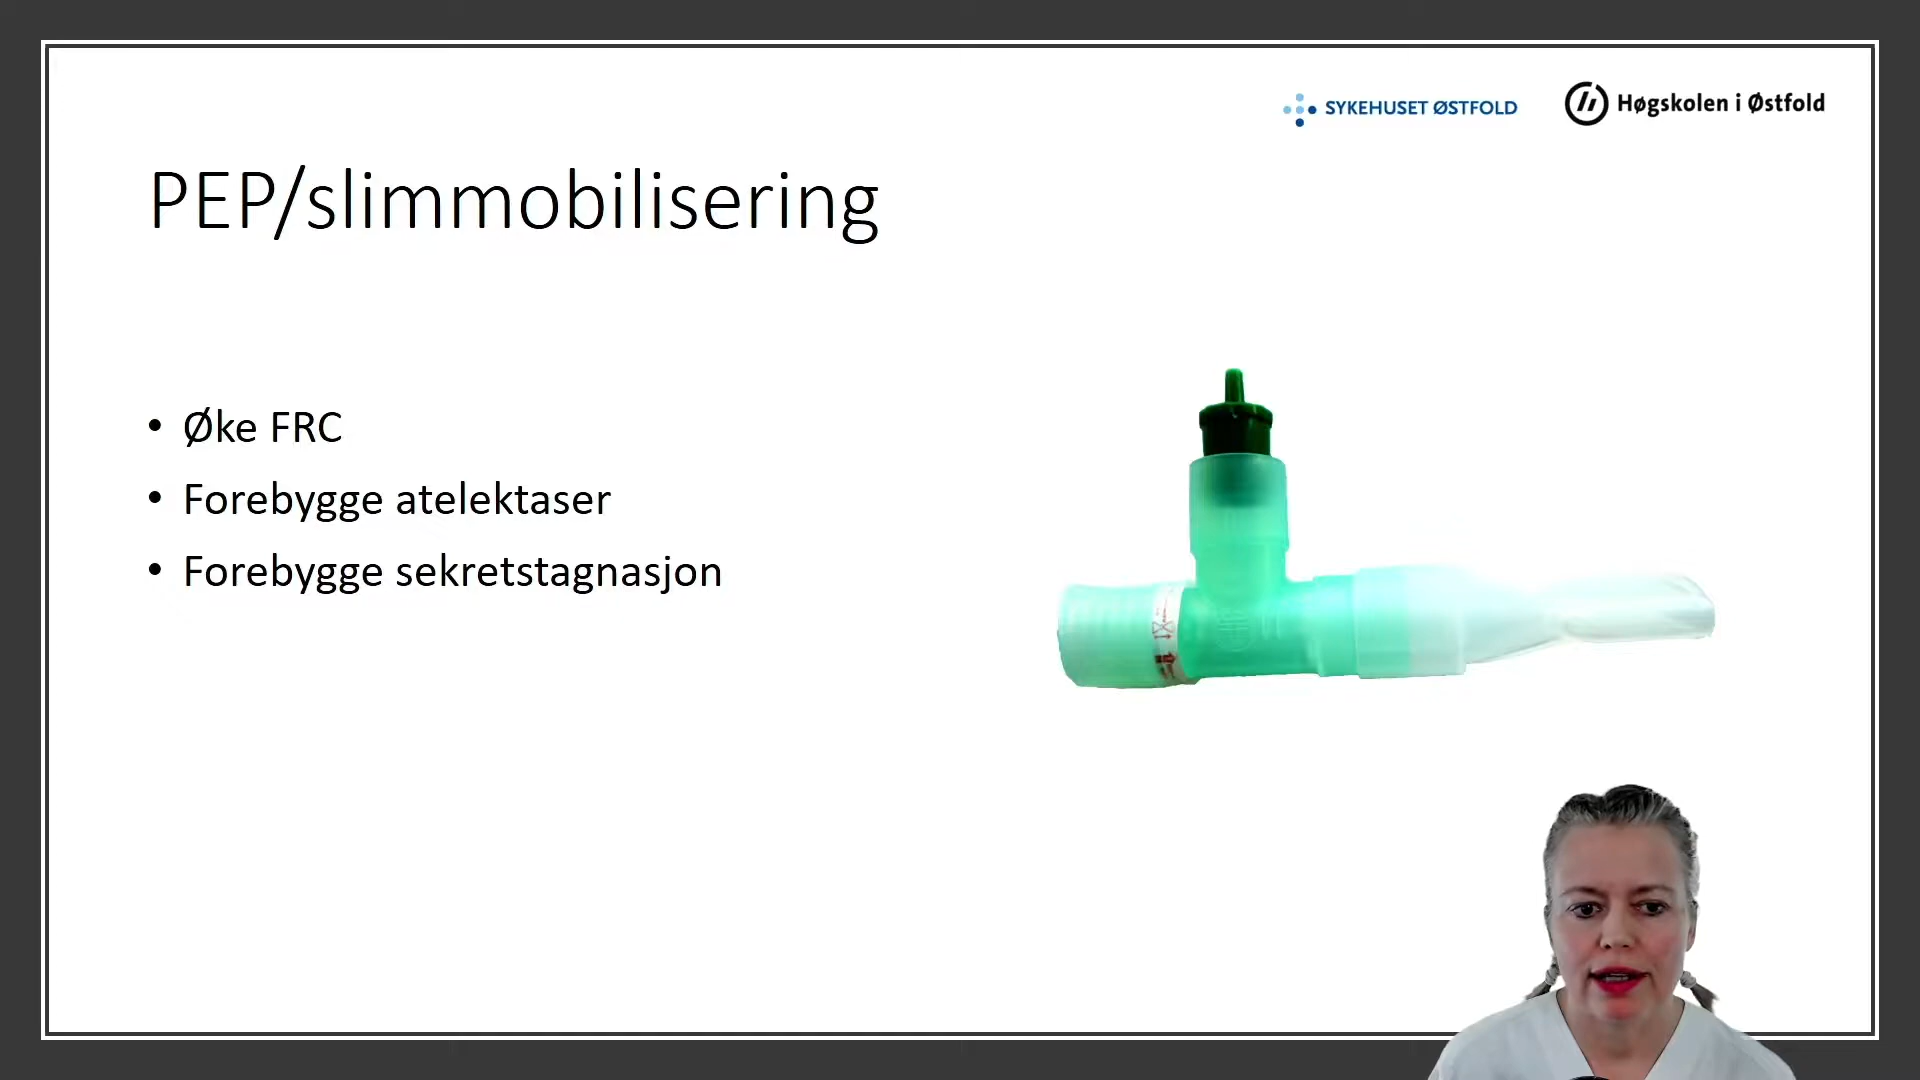 SYKEHUSET ØSTFOLD
Høgskolen i Østfold
PEP/slimmobilisering
• Øke FRC
• Forebygge atelektaser
• Forebygge sekretstagnasjon